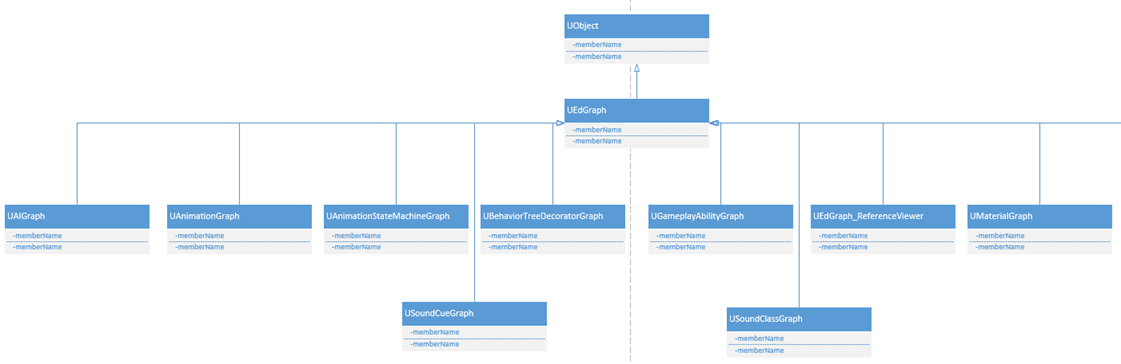 UObject
-memberName
-memberName
UEdGraph
-memberName
-memberName
UAIGraph
-memberName
-memberName
UAnimationGraph
-memberName
-memberName
UAnimationStateMachineGraph
-memberName
-memberName
UBehaviorTreeDecoratorGraph
-memberName
-memberName
UGameplayAbilityGraph
-memberName
-memberName
UEdGraph_ReferenceViewer
-memberName
-memberName
UMaterialGraph
-memberName
-memberName
USoundCueGraph
-memberName
-memberName
USoundClassGraph
-memberName
-memberName